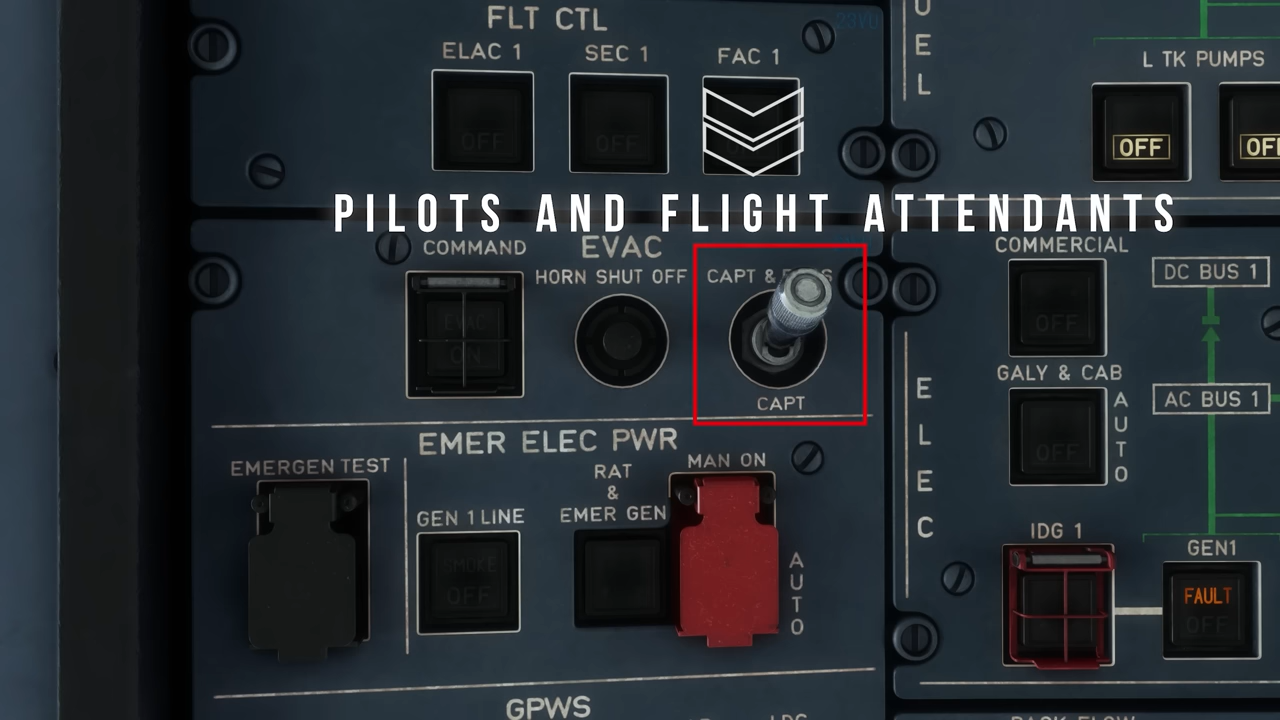 FLT CTL
23VU
ELAC 1
SEC 1
FAC 1
OFF
OFF
PILOTS AND FLIGHT ATTENDANTS
COMMAND
EVAC
HORN SHUT OFF
CAPT &
EVAC
ON
CAPT
EMER ELEC PWR
EMERGEN TEST
RAT
&
EMER GEN
MAN ON
GEN 1 LINE
SMOKE
OFF
AUTO
GPWS
UEL
L TK PUMPS
OFF
COMMERCIAL
OFF
DC BUS 1
GALY & CAB
OFF
AUTO
AC BUS 1
ELEC
IDG 1
GEN1
FAULT
OFF